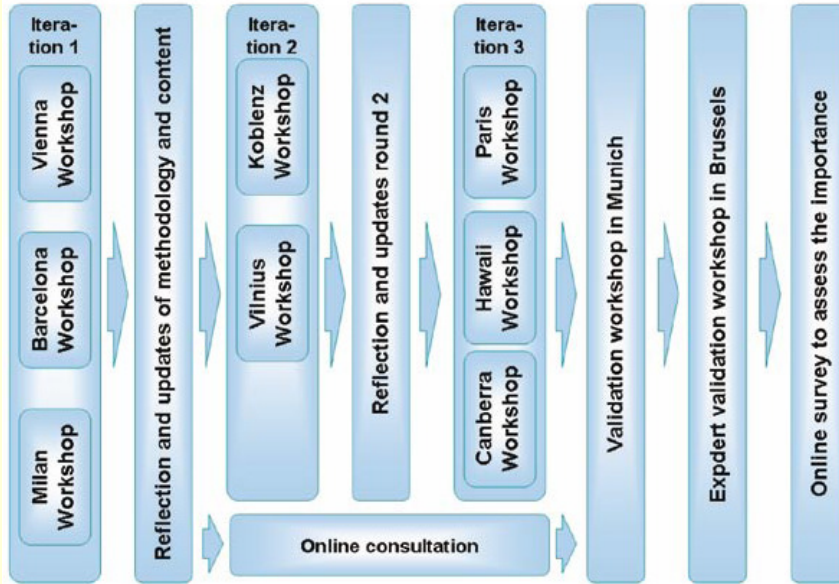 Itera-
tion 1
Vienna
Workshop
Barcelona
Workshop
Milan
Workshop
Reflection and updates of methodology and content
Itera-
tion 2
Koblenz
Workshop
Vilnius
Workshop
Reflection and updates round 2
Itera-
tion 3
Paris
Workshop
Hawaii
Workshop
Canberra
Workshop
Online consultation
Validation workshop in Munich
Expdert validation workshop in Brussels
Online survey to assess the importance